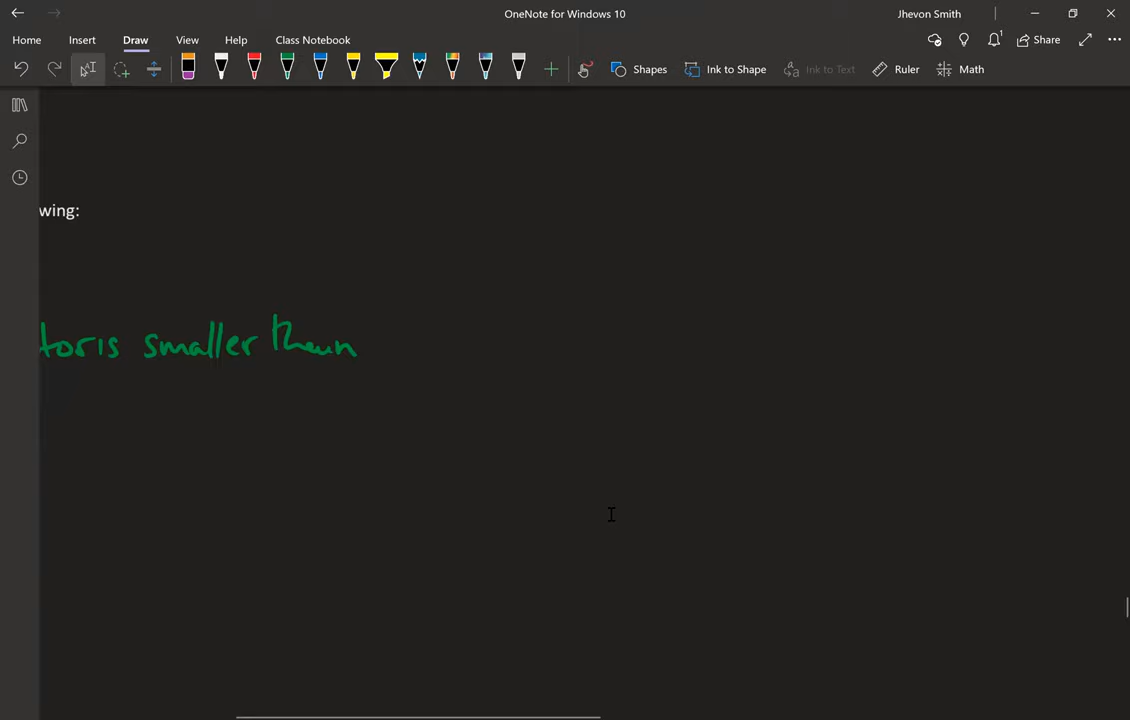 OneNote for Windows 10
Jhevon Smith
Home Insert Draw View Help Class Notebook
Share
Shapes Ink to Shape Ink to Text Ruler Math
wing:
toris smaller than